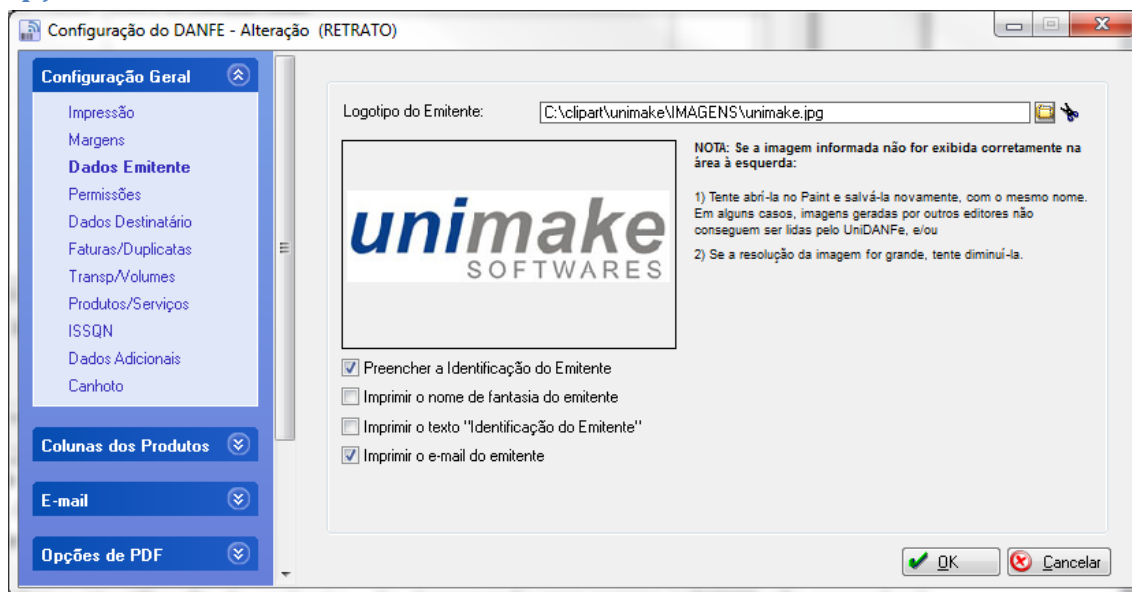 Configuração do DANFE - Alteração (RETRATO)
Configuração Geral
Impressão
Margens
Dados Emitente
Permissões
Dados Destinatário
Faturas/Duplicatas
Transp/Volumes
Produtos/Serviços
ISSQN
Dados Adicionais
Canhoto
Colunas dos Produtos
E-mail
Opções de PDF
Logotipo do Emitente:
C:\clipart\unimake\IMAGENS\unimake.jpg
unimake
SOFTWARES
NOTA: Se a imagem informada não for exibida corretamente na
área à esquerda:
1) Tente abrí-la no Paint e salvá-la novamente, com o mesmo nome.
Em alguns casos, imagens geradas por outros editores não
conseguem ser lidas pelo UniDANFe, e/ou
2) Se a resolução da imagem for grande, tente diminuí-la.
Preencher a Identificação do Emitente
Imprimir o nome de fantasia do emitente
Imprimir o texto "Identificação do Emitente"
Imprimir o e-mail do emitente
OK
Cancelar